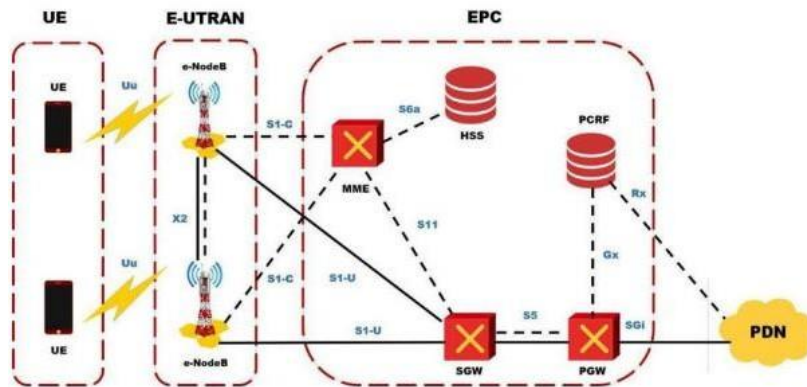 UE
E-UTRAN
EPC
e-NodeB
UE
Uu
S1-C
S6a
HSS
PCRF
MME
Rx
X2
S11
Gx
Uu
S1-C
S1-U
S5
S1-U
SGi
PDN
UE
e-NodeB
SGW
PGW